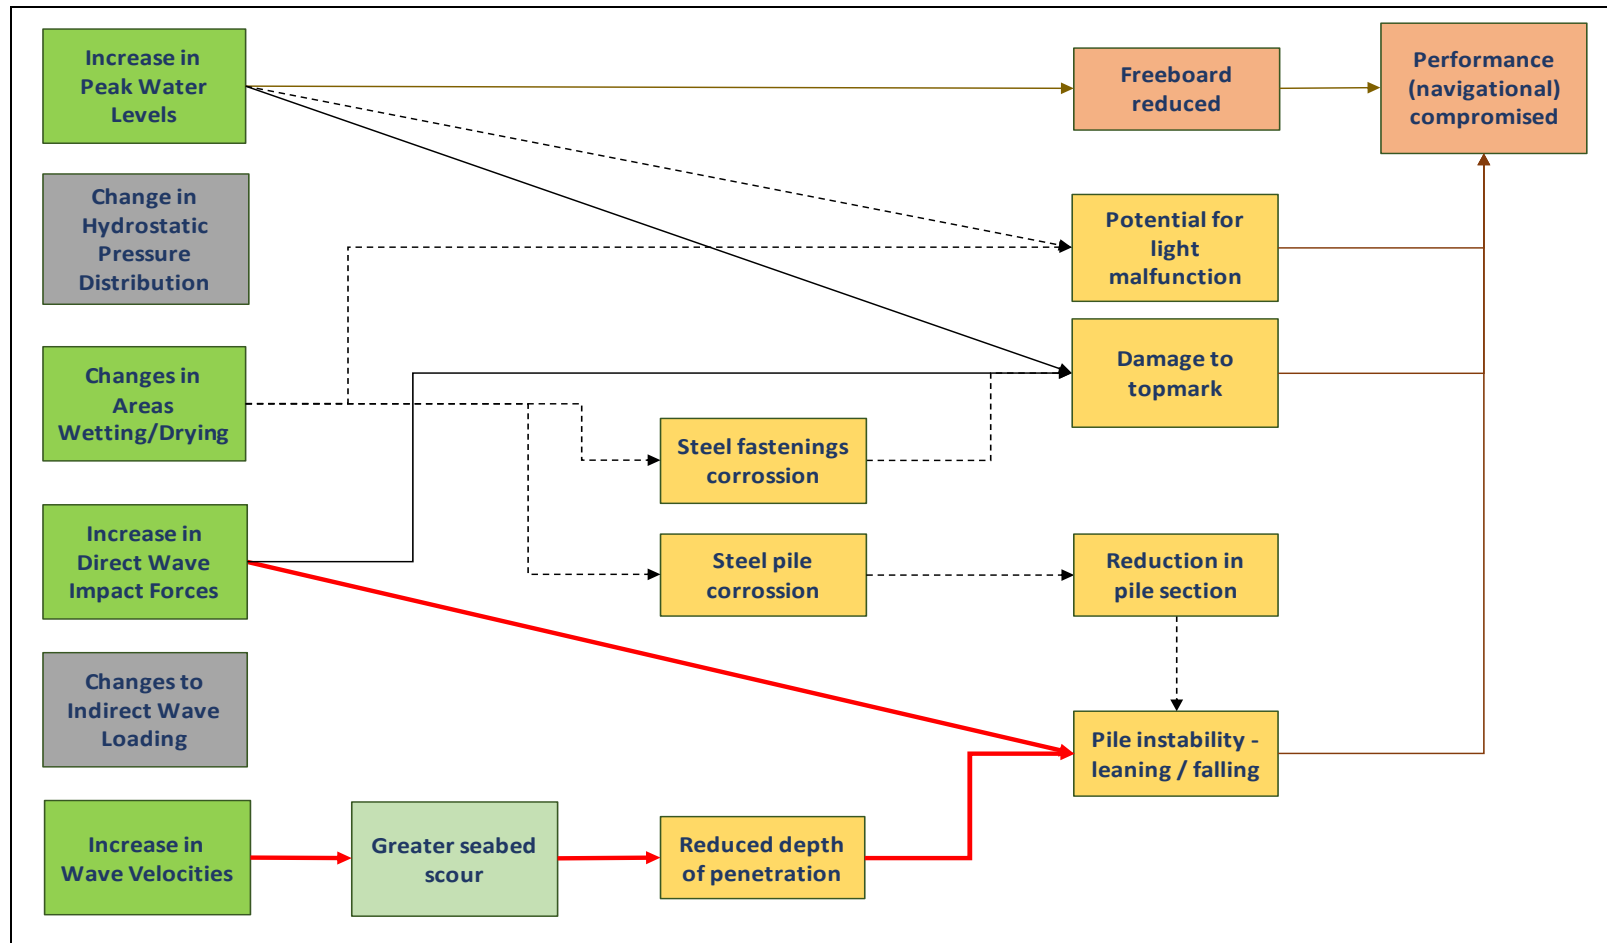 Increase in
Peak Water
Levels
Freeboard
reduced
Performance
(navigational)
compromised
Change in
Hydrostatic
Pressure
Distribution
Potential for
light
malfunction
Changes in
Areas
Wetting/Drying
Damage to
topmark
Steel fastenings
corrossion
Increase in
Direct Wave
Impact Forces
Steel pile
corrossion
Reduction in
pile section
Changes to
Indirect Wave
Loading
Pile instability -
leaning / falling
Increase in
Wave Velocities
Greater seabed
scour
Reduced depth
of penetration